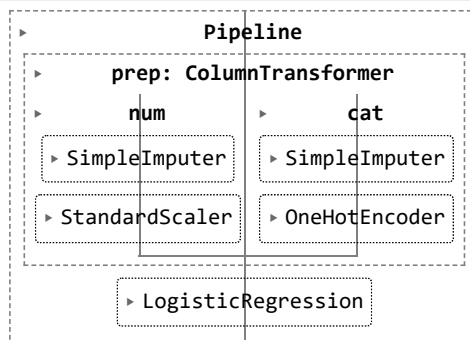 Pipeline
prep: ColumnTransformer
num cat
SimpleImputer SimpleImputer
StandardScaler OneHotEncoder
LogisticRegression